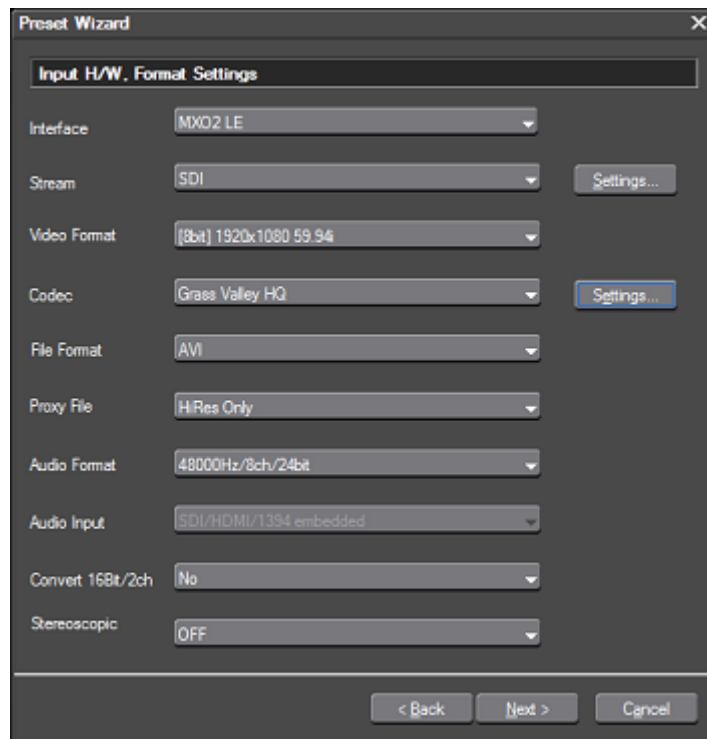 Preset Wizard
Input H/W, Format Settings
Interface MXO2 LE
Stream SDI Settings...
Video Format [8bit] 1920x1080 59.94i
Codec Grass Valley HQ Settings...
File Format AVI
Proxy File HiRes Only
Audio Format 48000Hz/8ch/24bit
Audio Input SDI/HDMI/1394 embedded
Convert 16Bit/2ch No
Stereoscopic OFF
< Back Next > Cancel